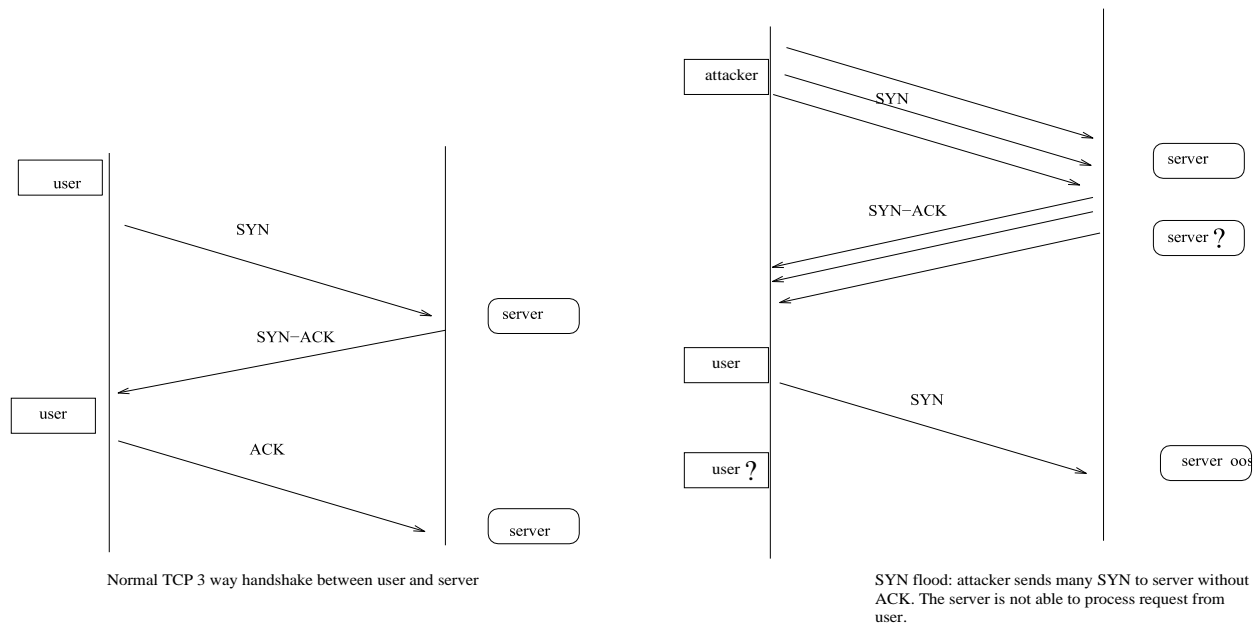 user
SYN
server
SYN−ACK
user
ACK
server
Normal TCP 3 way handshake between user and server
attacker
SYN
server
SYN−ACK
server ?
user
SYN
user ?
server oos
SYN flood: attacker sends many SYN to server without
ACK. The server is not able to process request from
user.